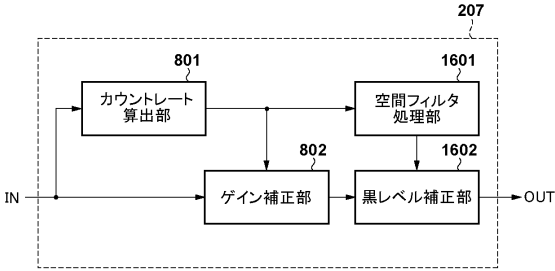 207
801
カウントレート
算出部
1601
空間フィルタ
処理部
802
ゲイン補正部
1602
黒レベル補正部
IN
OUT